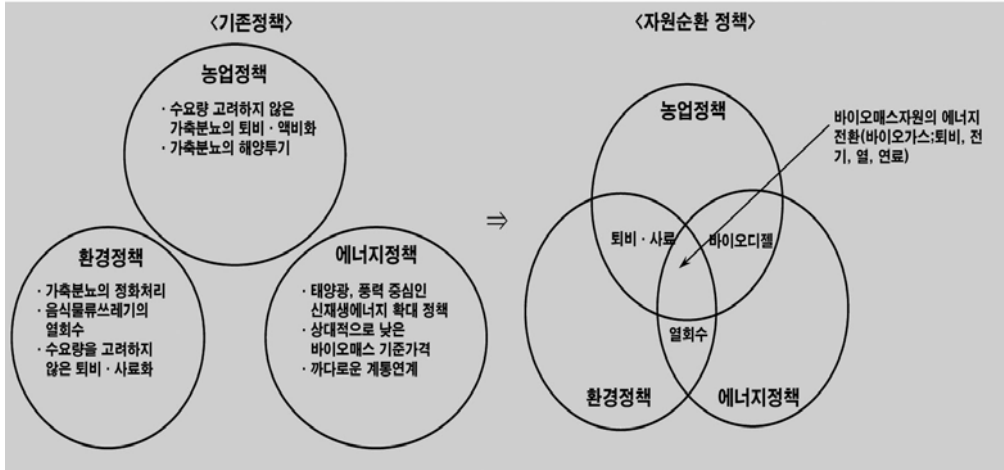 〈기존정책〉
농업정책
· 수요량 고려하지 않은
가축분뇨의 퇴비 · 액비화
· 가축분뇨의 해양투기
환경정책
· 가축분뇨의 정화처리
· 음식물류쓰레기의
열회수
· 수요량을 고려하지
않은 퇴비 · 사료화
에너지정책
· 태양광, 풍력 중심인
신재생에너지 확대 정책
· 상대적으로 낮은
바이오매스 기준가격
· 까다로운 계통연계
⇒
〈자원순환 정책〉
농업정책
바이오매스자원의 에너지
전환(바이오가스;퇴비, 전
기, 열, 연료)
퇴비 · 사료
바이오디젤
열회수
환경정책
에너지정책